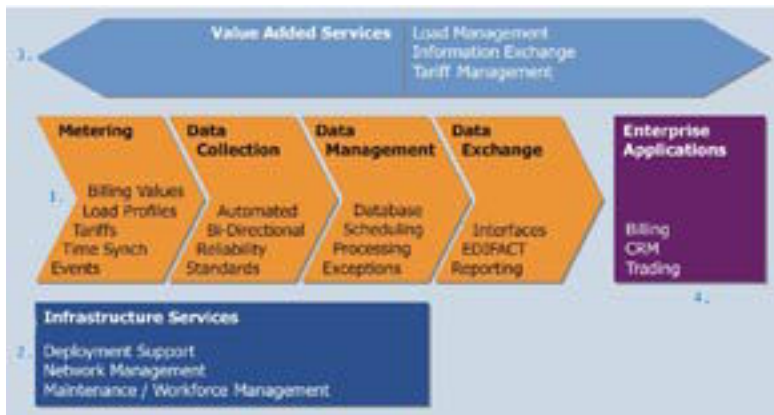 3.
Value Added Services
Load Management
Information Exchange
Tariff Management
1.
Metering
Billing Values
Load Profiles
Tariffs
Time Synch
Events
Data
Collection
Automated
Bi-Directional
Reliability
Standards
Data
Management
Database
Scheduling
Processing
Exceptions
Data
Exchange
Interfaces
EDIFACT
Reporting
Enterprise
Applications
Billing
CRM
Trading
4.
2.
Infrastructure Services
Deployment Support
Network Management
Maintenance / Workforce Management